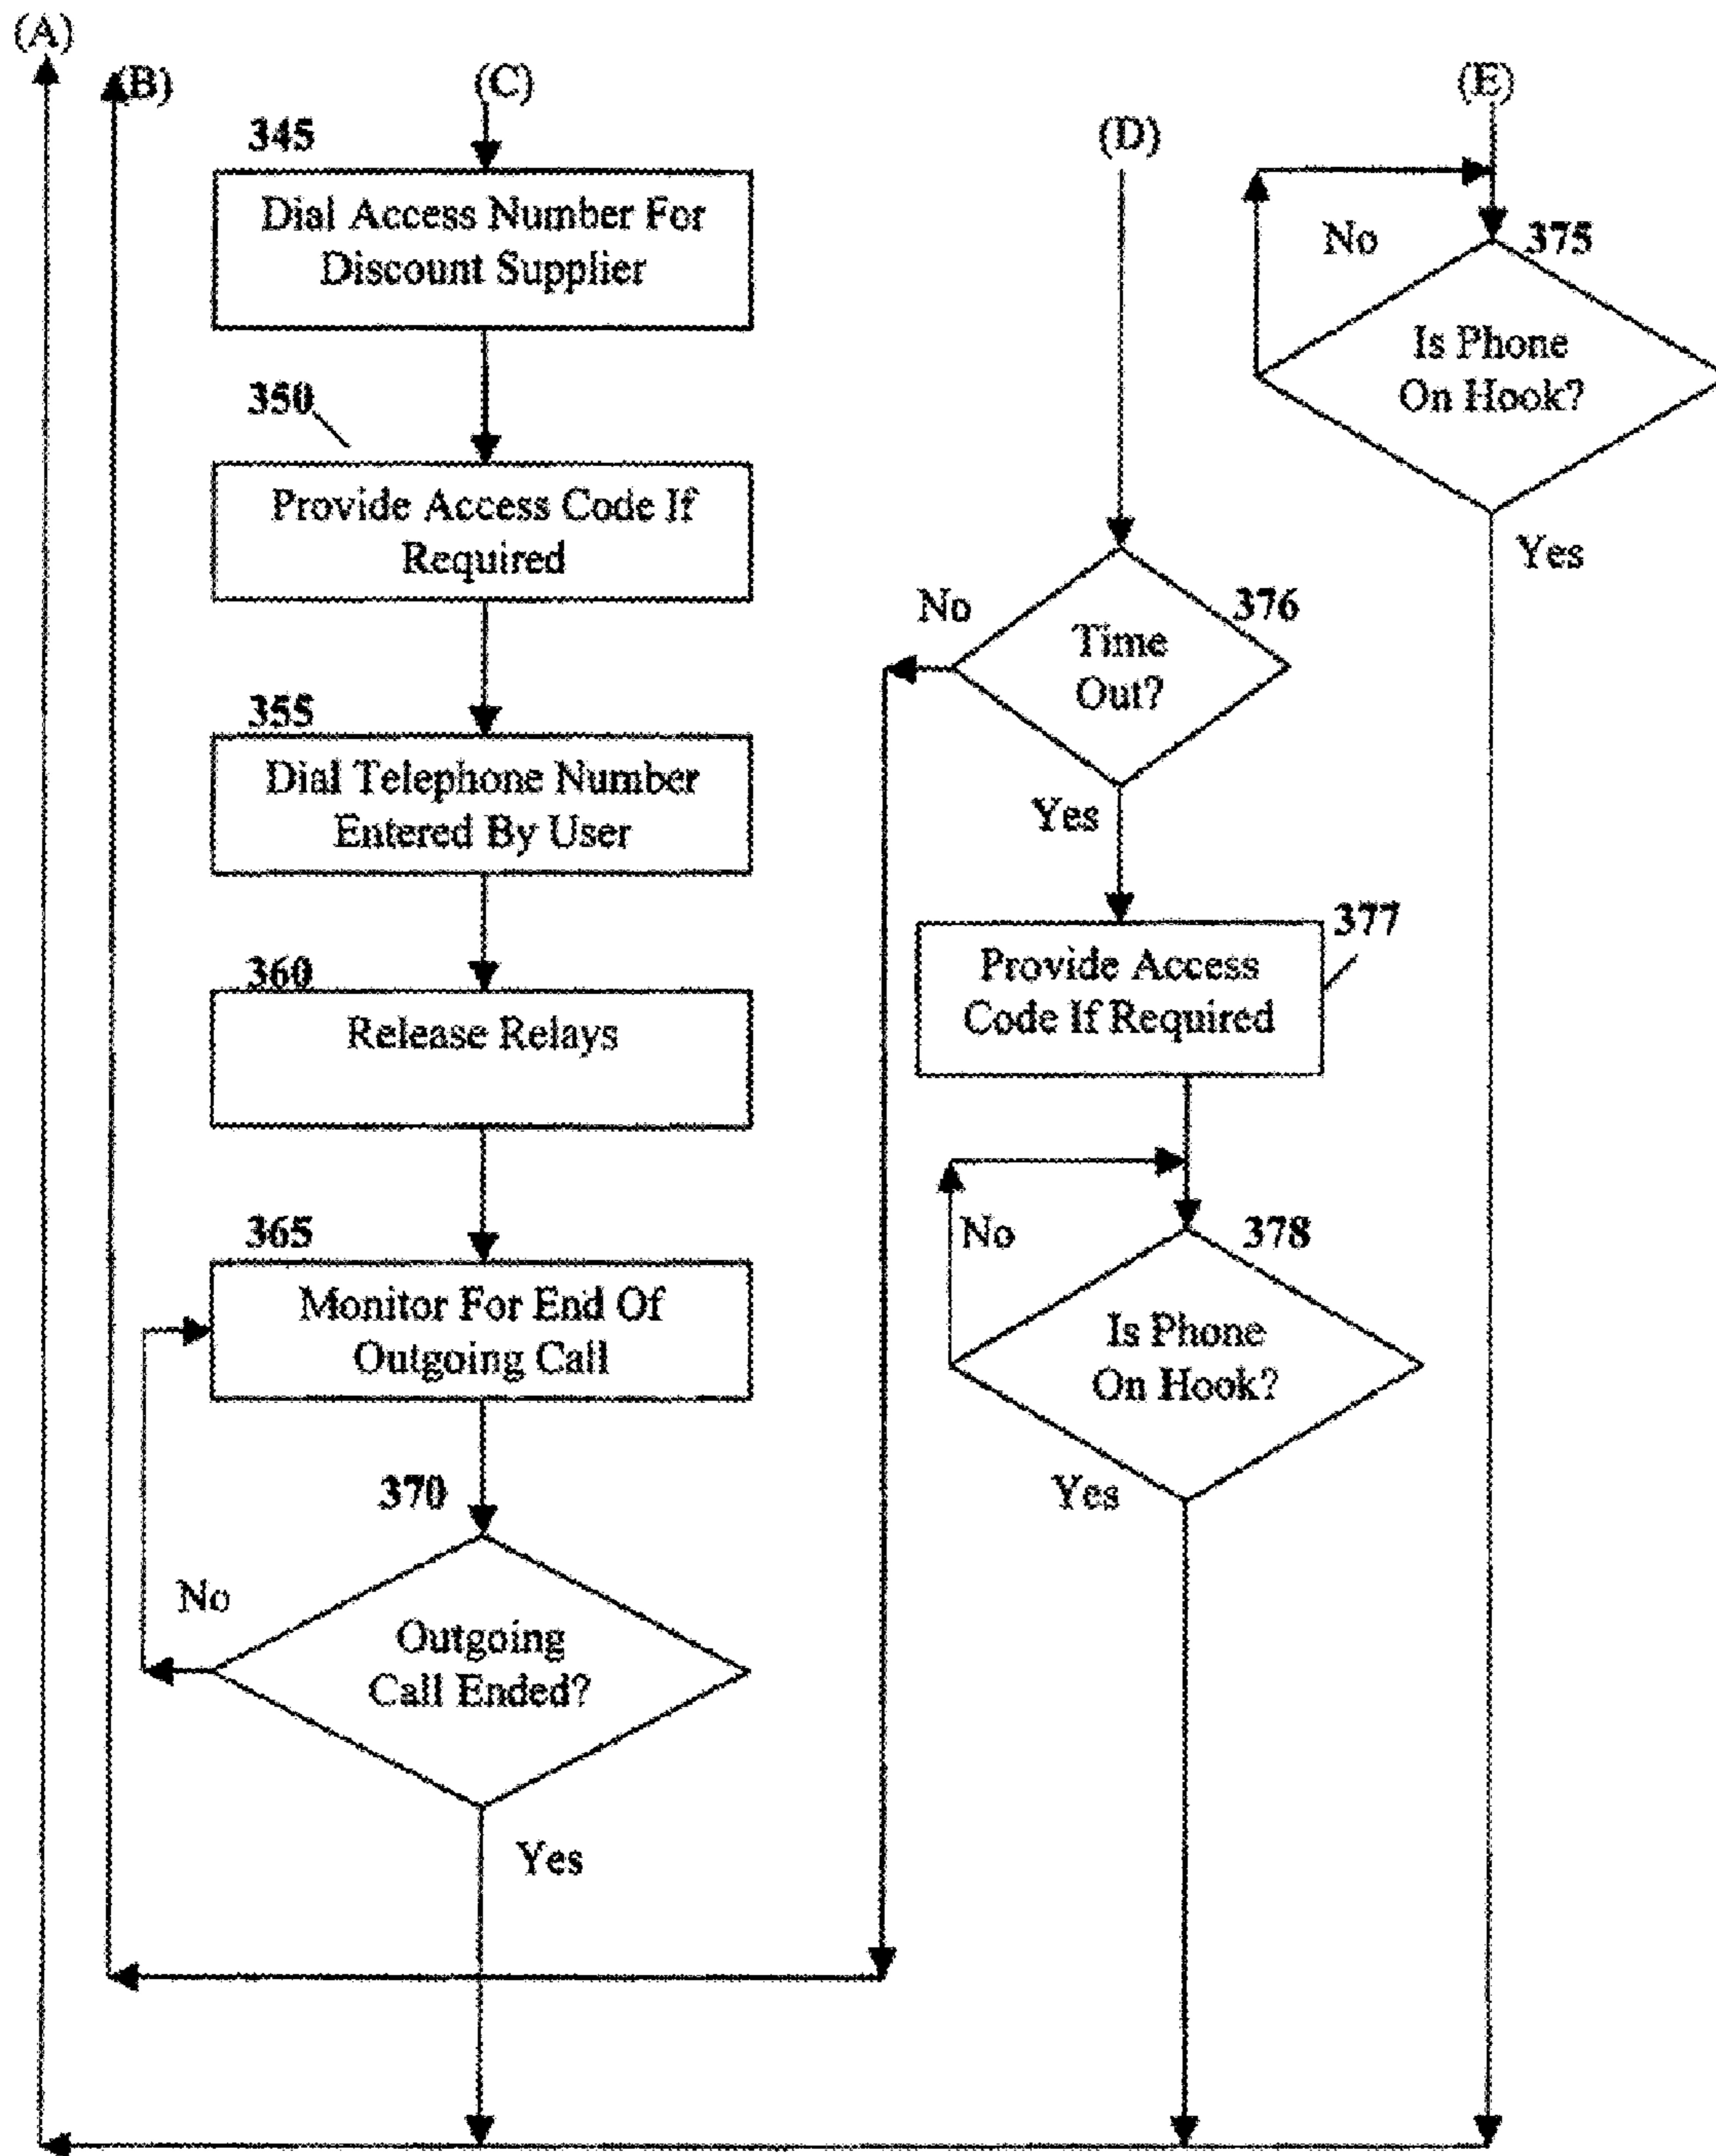 (A)
(B)
(C)
345
Dial Access Number For
Discount Supplier
350
Provide Access Code If
Required
355
Dial Telephone Number
Entered By User
360
Release Relays
365
Monitor For End Of
Outgoing Call
370
No
Outgoing
Call Ended?
Yes
(D)
No
376
Time
Out?
Yes
377
Provide Access
Code If Required
No
378
Is Phone
On Hook?
Yes
(E)
No
375
Is Phone
On Hook?
Yes